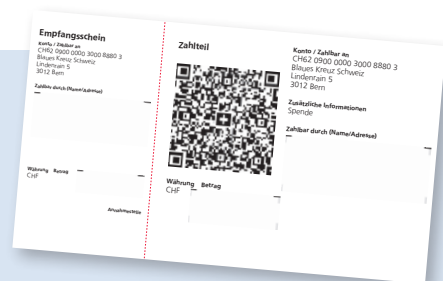 Empfangsschein
Konto / Zahlbar an
CH62 0900 0000 3000 8880 3
Blaues Kreuz Schweiz
Lindenrain 5
3012 Bern
Zahlbar durch (Name/Adresse)
Währung Betrag
CHF
Annahmestelle
Zahlteil
Währung Betrag
CHF
Konto / Zahlbar an
CH62 0900 0000 3000 8880 3
Blaues Kreuz Schweiz
Lindenrain 5
3012 Bern
Zusätzliche Informationen
Spende
Zahlbar durch (Name/Adresse)